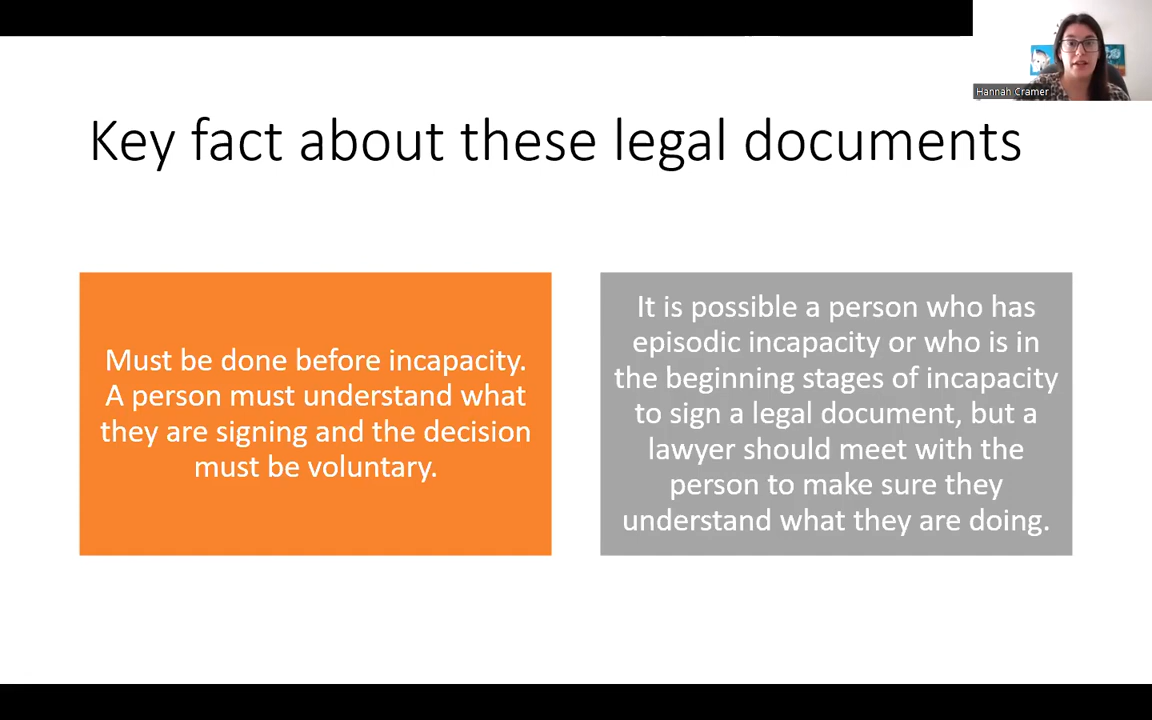 Hannah Cramer
Key fact about these legal documents
Must be done before incapacity.
A person must understand what
they are signing and the decision
must be voluntary.
It is possible a person who has
episodic incapacity or who is in
the beginning stages of incapacity
to sign a legal document, but a
lawyer should meet with the
person to make sure they
understand what they are doing.